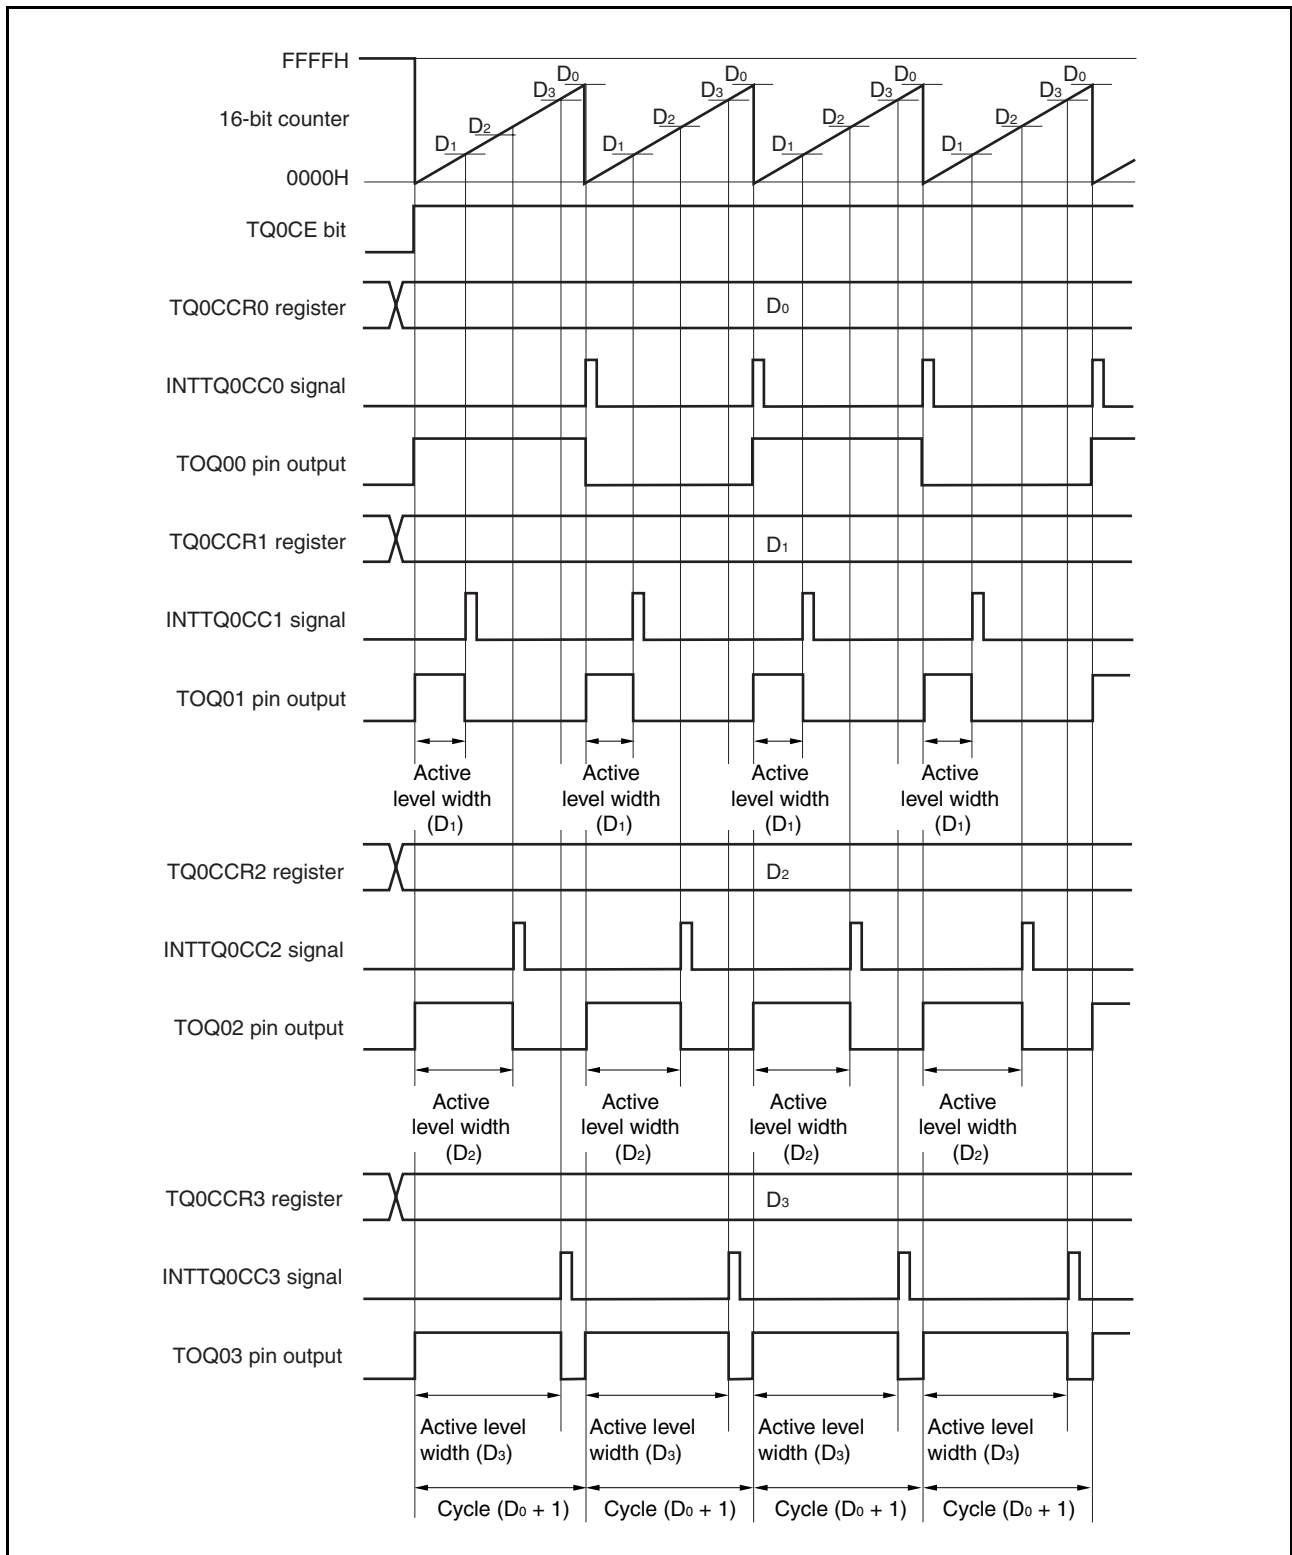 FFFFH
D0 D0 D0 D0
D3 D3 D3 D3
16-bit counter
D2 D2 D2 D2
D1 D1 D1 D1
0000H
TQ0CE bit
TQ0CCR0 register
D0
INTTQ0CC0 signal
TOQ00 pin output
TQ0CCR1 register
D1
INTTQ0CC1 signal
TOQ01 pin output
Active Active Active Active
level width level width level width level width
(D1) (D1) (D1) (D1)
TQ0CCR2 register
D2
INTTQ0CC2 signal
TOQ02 pin output
Active Active Active Active
level width level width level width level width
(D2) (D2) (D2) (D2)
TQ0CCR3 register
D3
INTTQ0CC3 signal
TOQ03 pin output
Active level Active level Active level Active level
width (D3) width (D3) width (D3) width (D3)
Cycle (D0 + 1) Cycle (D0 + 1) Cycle (D0 + 1) Cycle (D0 + 1)